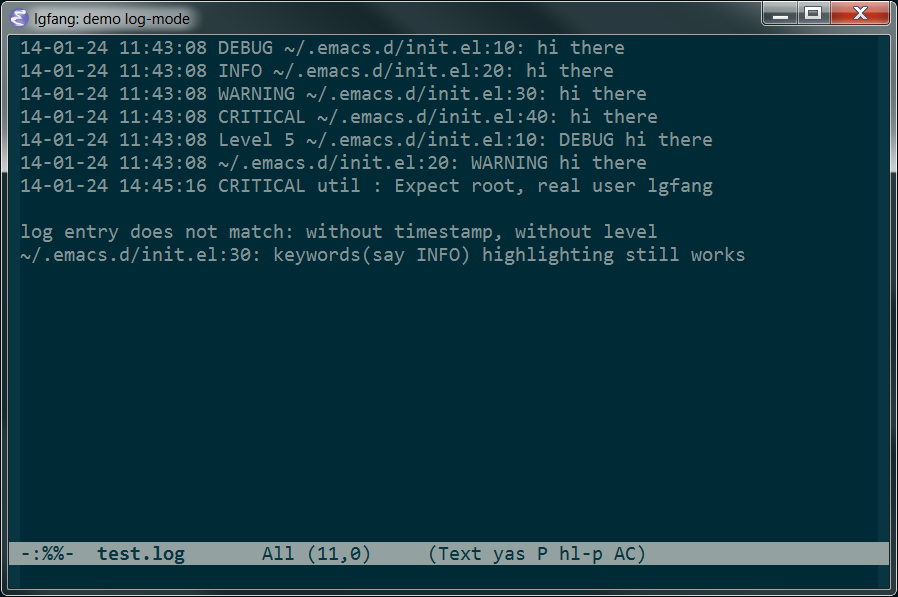 lgfang: demo log-mode
14-01-24 11:43:08 DEBUG ~/.emacs.d/init.el:10: hi there
14-01-24 11:43:08 INFO ~/.emacs.d/init.el:20: hi there
14-01-24 11:43:08 WARNING ~/.emacs.d/init.el:30: hi there
14-01-24 11:43:08 CRITICAL ~/.emacs.d/init.el:40: hi there
14-01-24 11:43:08 Level 5 ~/.emacs.d/init.el:10: DEBUG hi there
14-01-24 11:43:08 ~/.emacs.d/init.el:20: WARNING hi there
14-01-24 14:45:16 CRITICAL util : Expect root, real user lgfang
log entry does not match: without timestamp, without level
~/.emacs.d/init.el:30: keywords(say INFO) highlighting still works
-:%%- test.log All (11,0) (Text yas P hl-p AC)